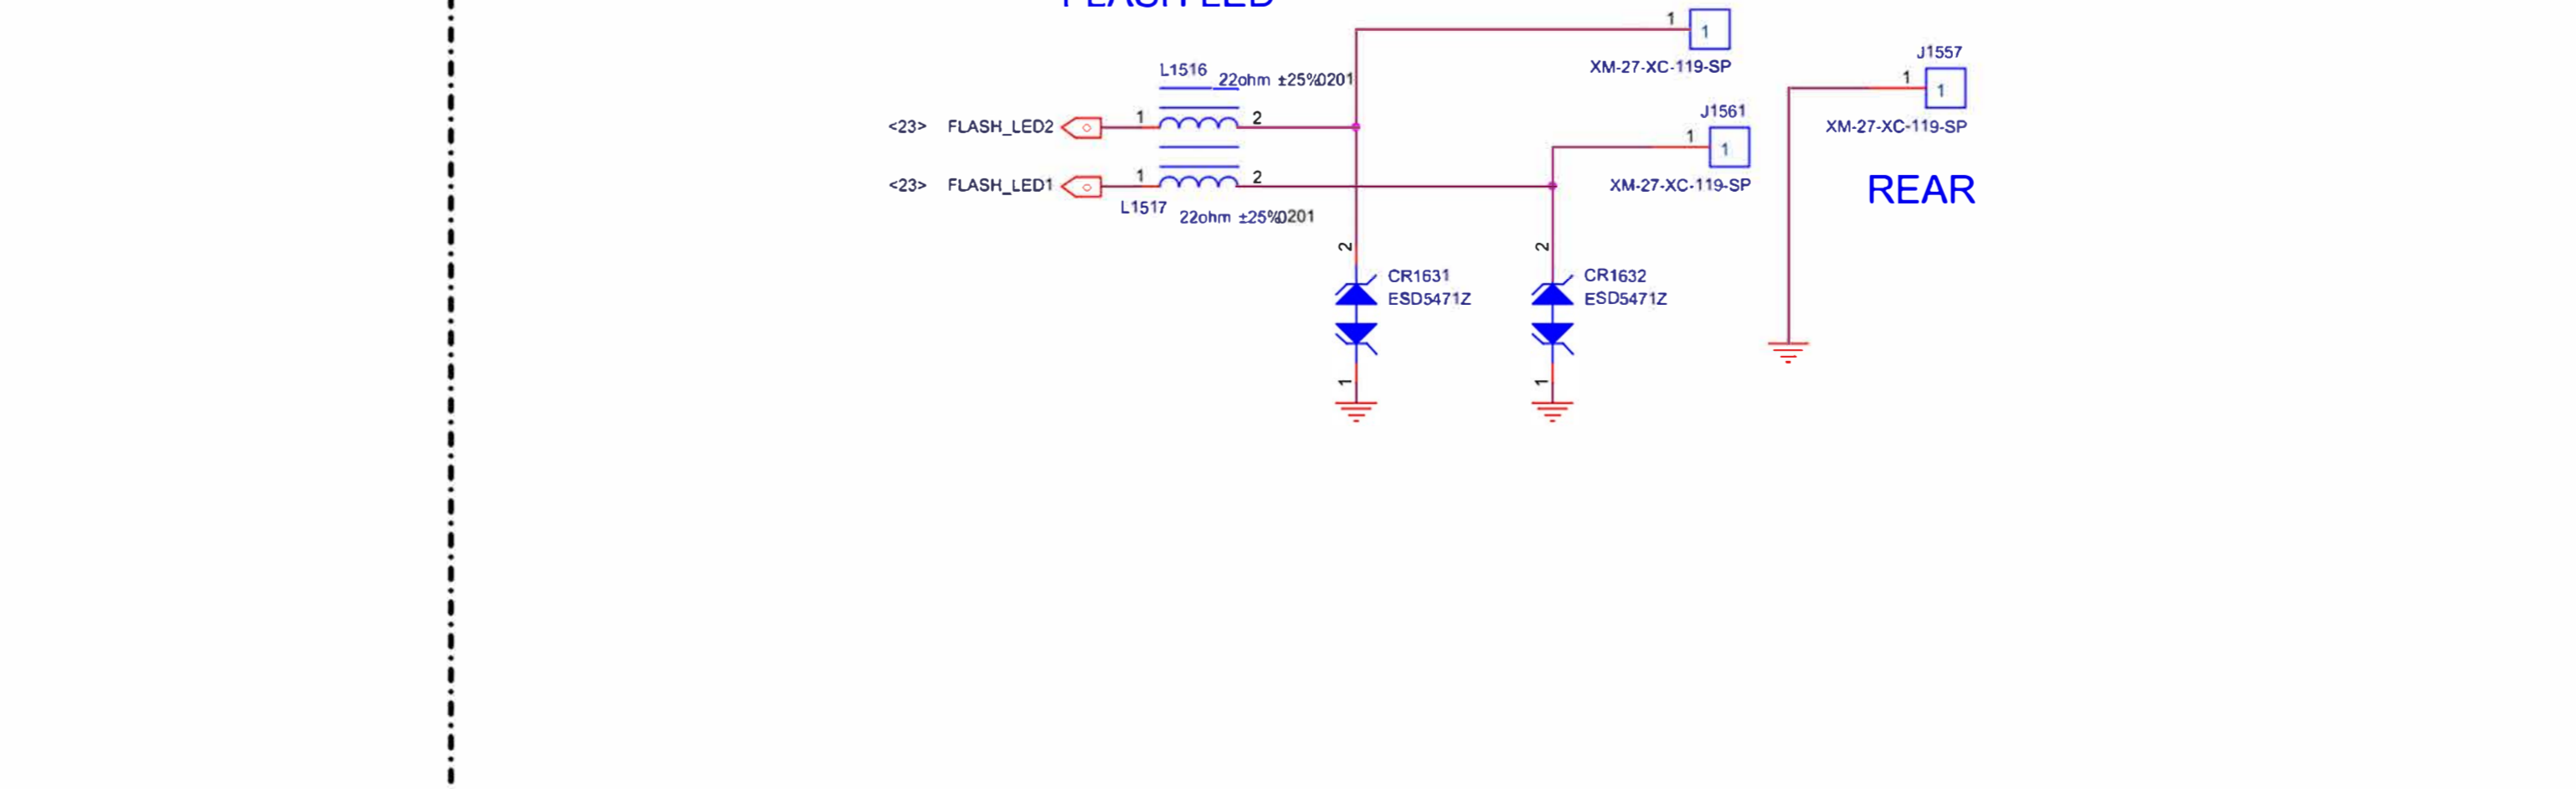 FLASH LED
1
1
XM-27-XC-119-SP
J1557
1
1
XM-27-XC-119-SP
L1516 22ohm ±25%0201
J1561
1
1
XM-27-XC-119-SP
<23> FLASH_LED2 1 2
<23> FLASH_LED1 1 2
L1517 22ohm ±25%0201
REAR
2
CR1631
ESD5471Z
1
2
CR1632
ESD5471Z
1